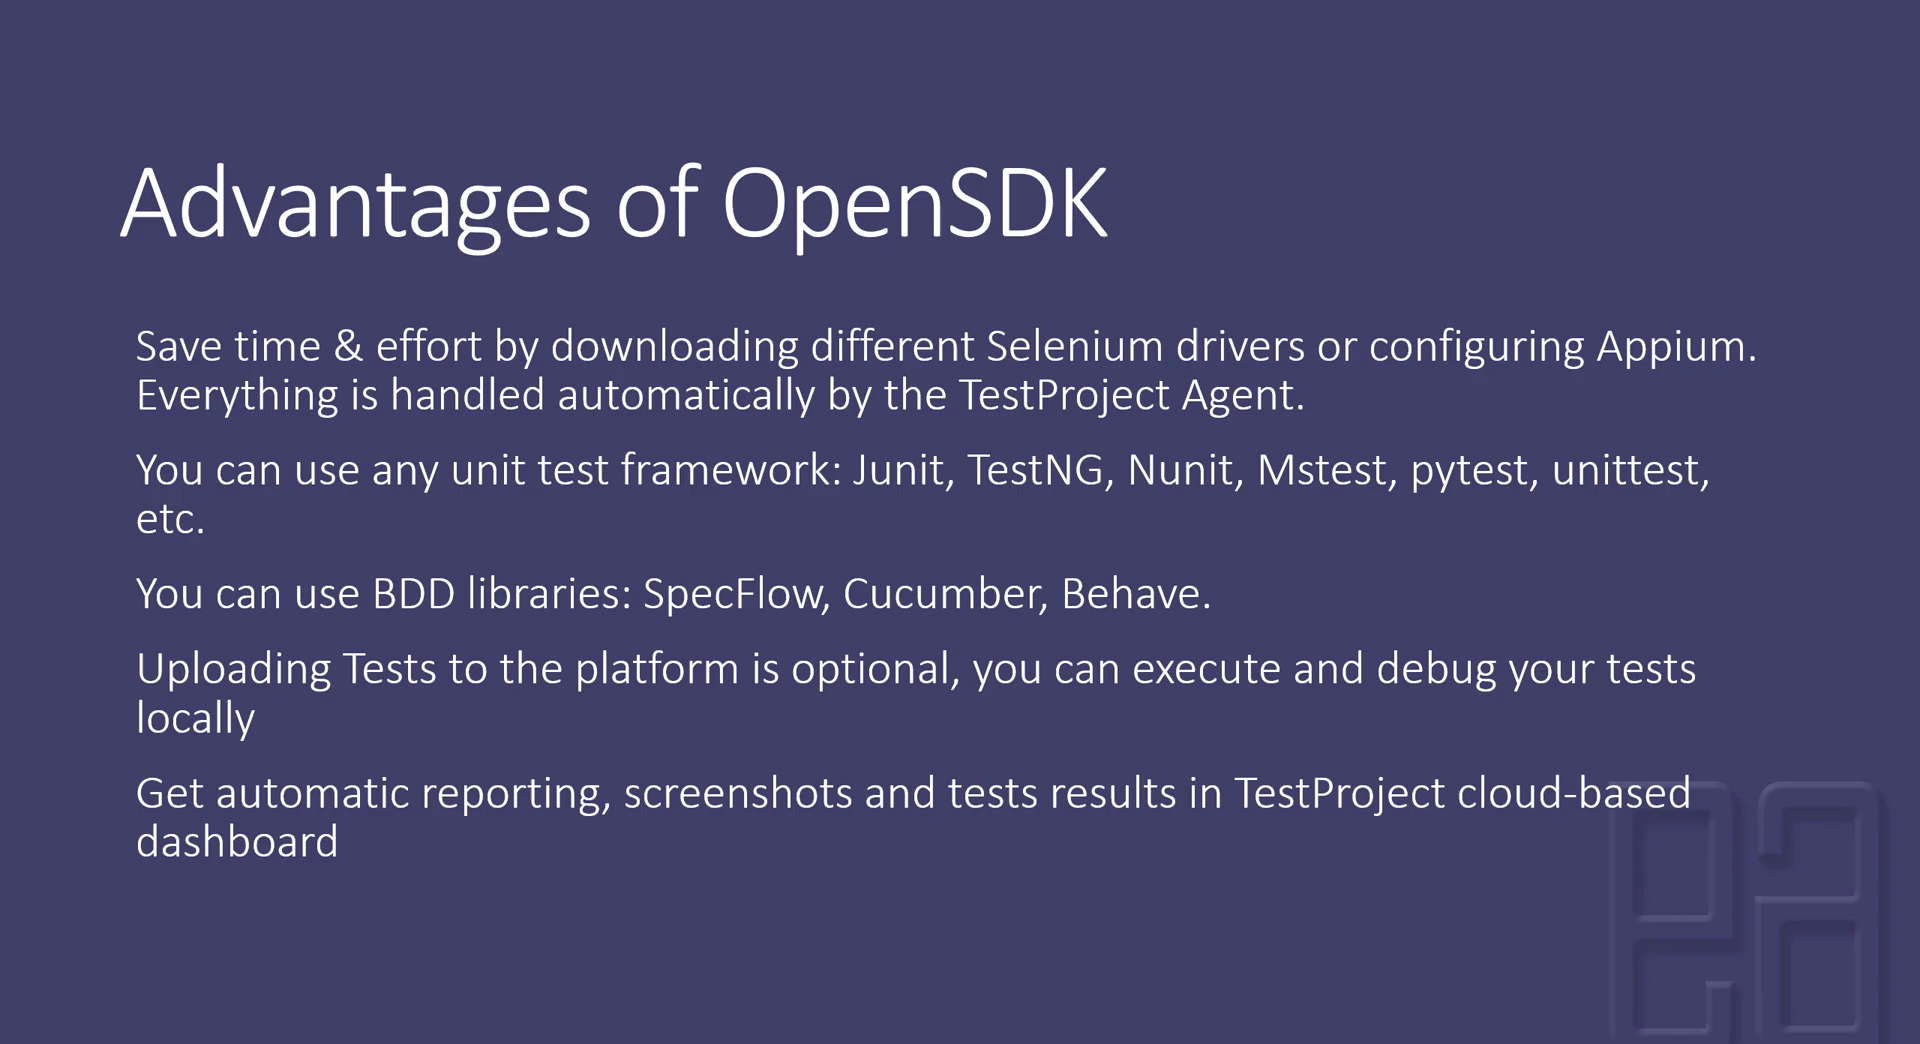 Advantages of OpenSDK
Save time & effort by downloading different Selenium drivers or configuring Appium.
Everything is handled automatically by the TestProject Agent.
You can use any unit test framework: Junit, TestNG, Nunit, Mstest, pytest, unittest,
etc.
You can use BDD libraries: SpecFlow, Cucumber, Behave.
Uploading Tests to the platform is optional, you can execute and debug your tests
locally
Get automatic reporting, screenshots and tests results in TestProject cloud-based
dashboard